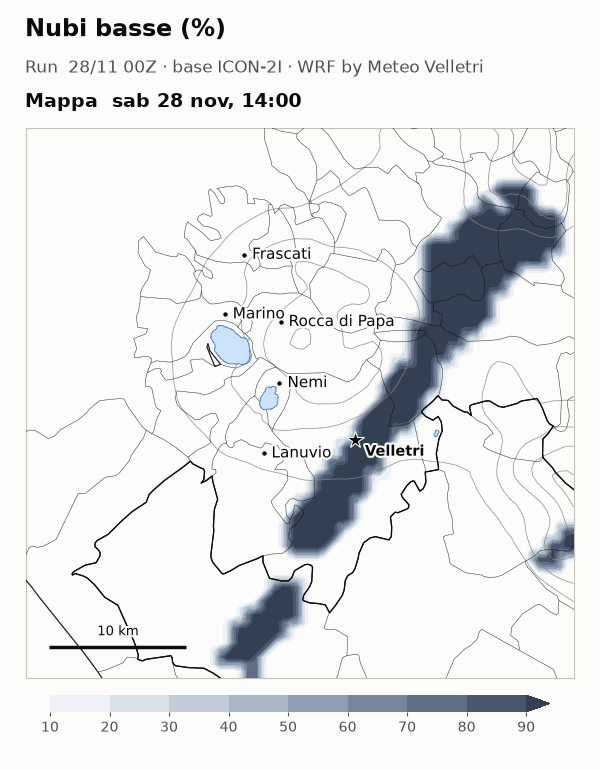 Nubi basse (%)
Run 28/11 00Z · base ICON-2I · WRF by Meteo Velletri
Mappa sab 28 nov, 14:00
Frascati
Marino
Rocca di Papa
Nemi
Velletri
Lanuvio
10 km
10 20 30 40 50 60 70 80 90